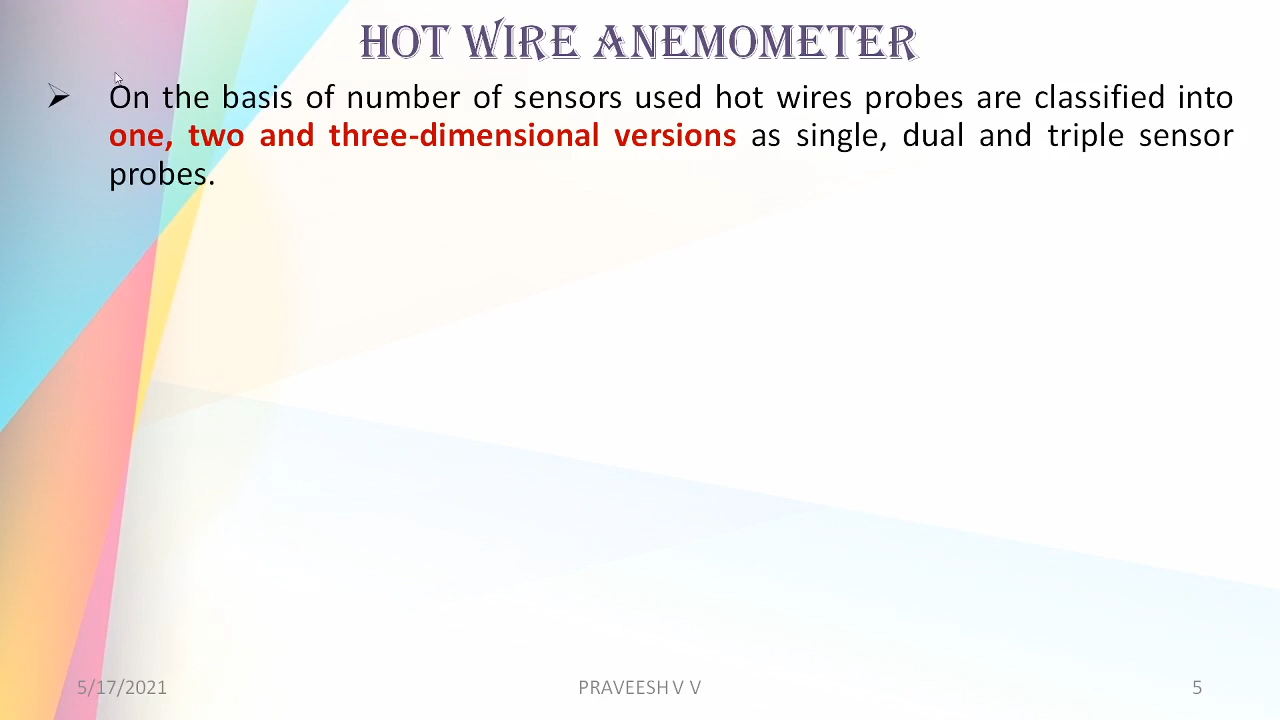 HOT WIRE ANEMOMETER
➢ On the basis of number of sensors used hot wires probes are classified into
one, two and three-dimensional versions as single, dual and triple sensor
probes.
5/17/2021
PRAVEESH V V
5